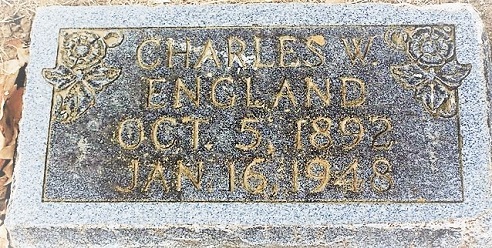 CHARLES W.
ENGLAND
OCT. 5, 1892
JAN. 16, 1948